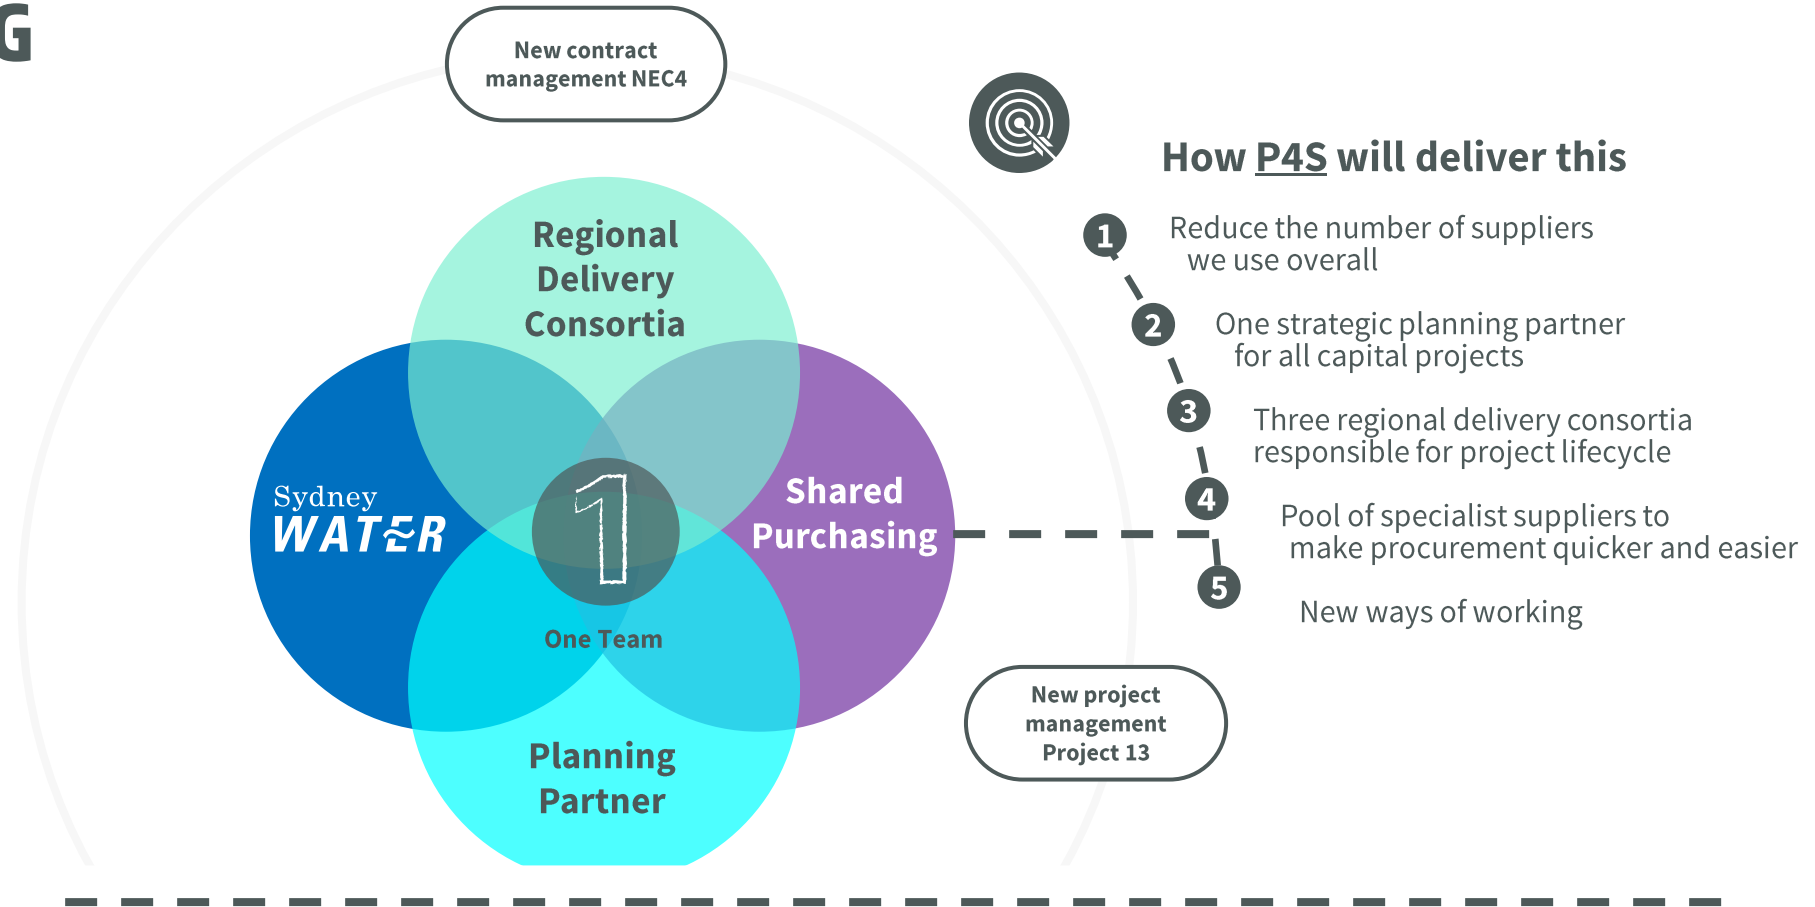 G
New contract
management NEC4
How P4S will deliver this
Regional
Delivery
Consortia
1
Reduce the number of suppliers
we use overall
2
One strategic planning partner
for all capital projects
3
Three regional delivery consortia
responsible for project lifecycle
Sydney
WATER
1
Shared
Purchasing
4
Pool of specialist suppliers to
make procurement quicker and easier
5
New ways of working
One Team
New project
management
Project 13
Planning
Partner